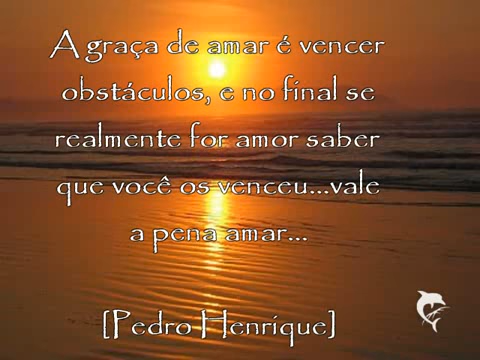 A graça de amar é vencer
obstáculos, e no final se
realmente for amor saber
que você os venceu...vale
a pena amar...
[Pedro Henrique]